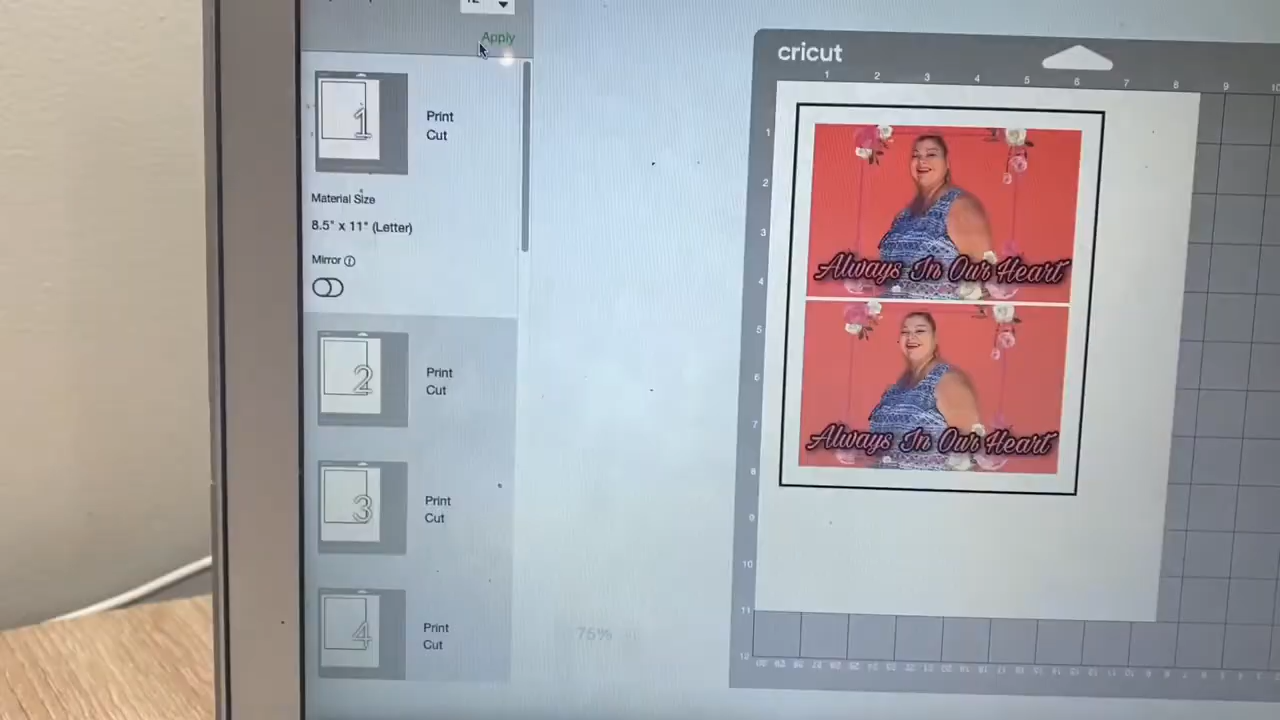 Apply
1
Print
Cut
Material Size
8.5" x 11" (Letter)
Mirror
2
Print
Cut
3
Print
Cut
4
Print
Cut
75%
cricut
1 2 3 4 5 6 7 8 9 10
1
2
3
4
5
6
7
8
9
10
11
12
Always In Our Heart
Always In Our Heart